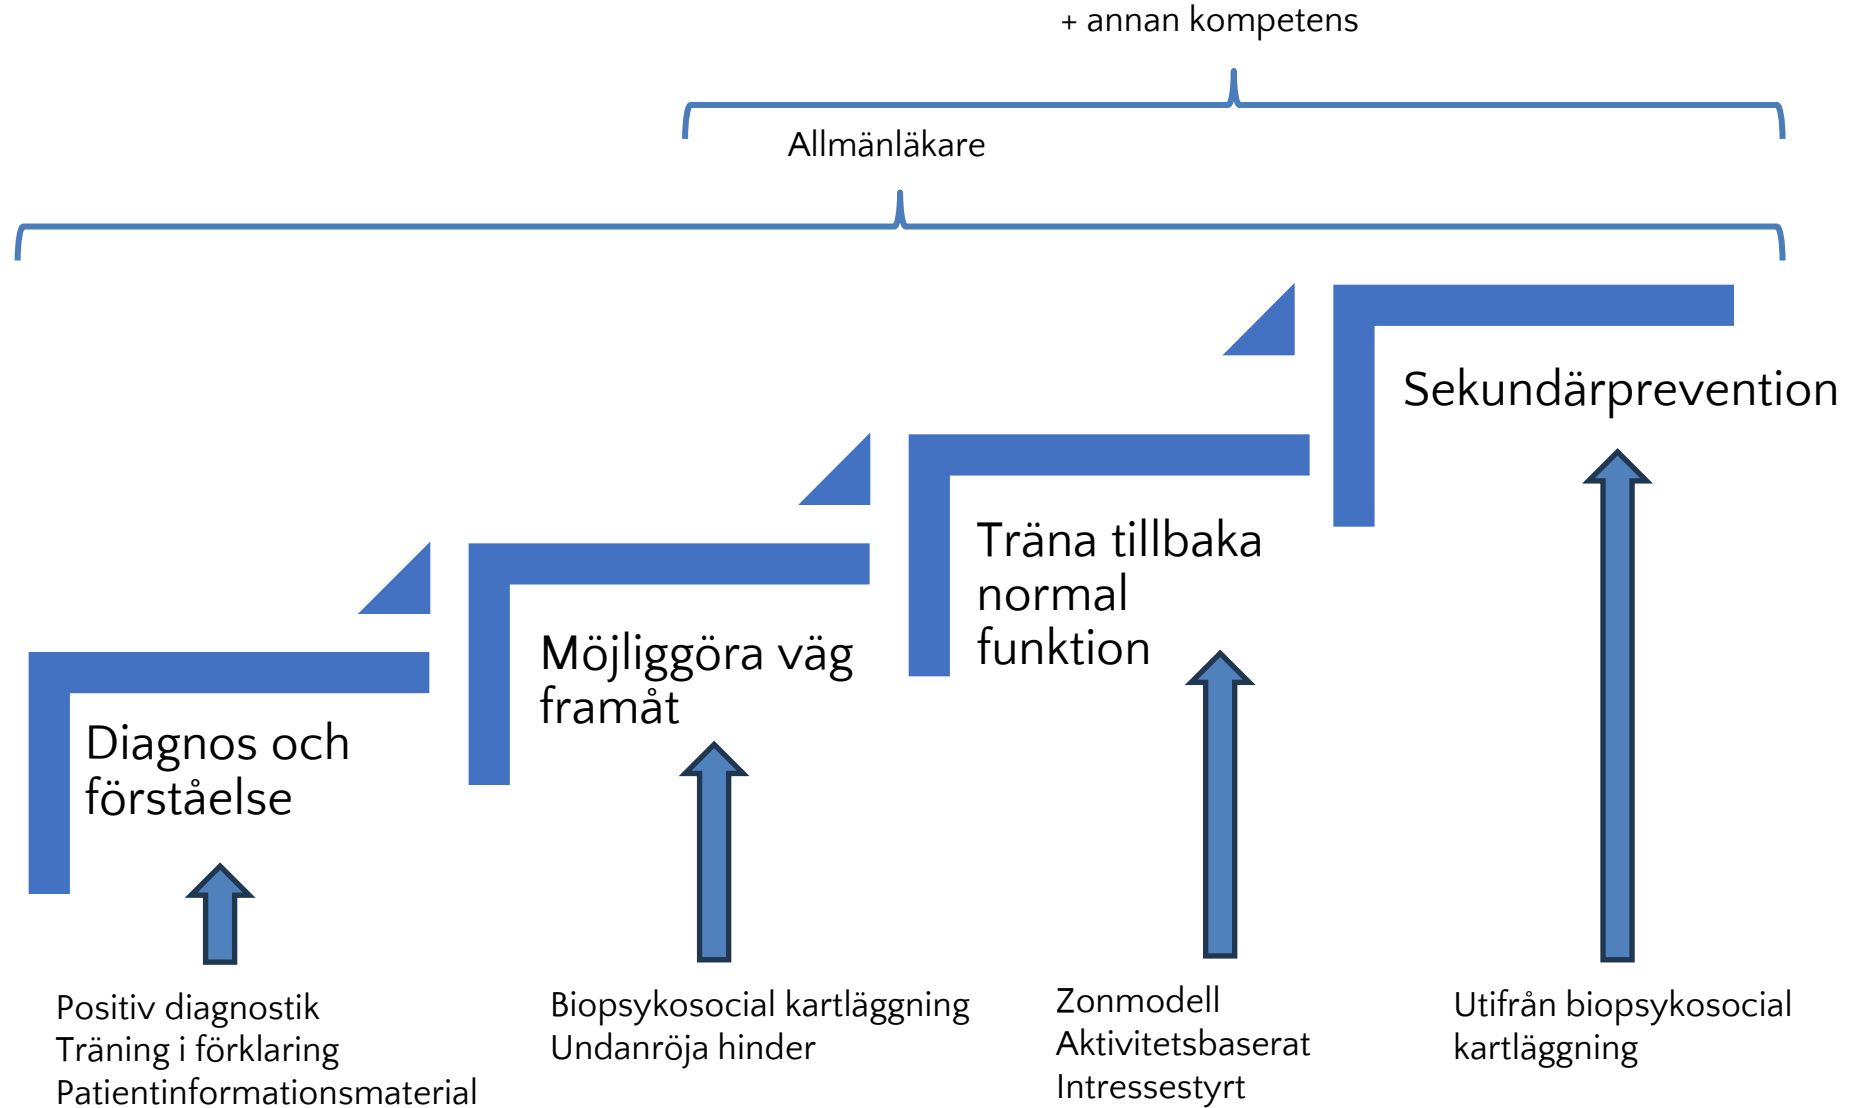 + annan kompetens
Allmänläkare
Sekundärprevention
Träna tillbaka
normal
funktion
Möjliggöra väg
framåt
Diagnos och
förståelse
Positiv diagnostik
Träning i förklaring
Patientinformationsmaterial
Biopsykosocial kartläggning
Undanröja hinder
Zonmodell
Aktivitetsbaserat
Intressestyrt
Utifrån biopsykosocial
kartläggning